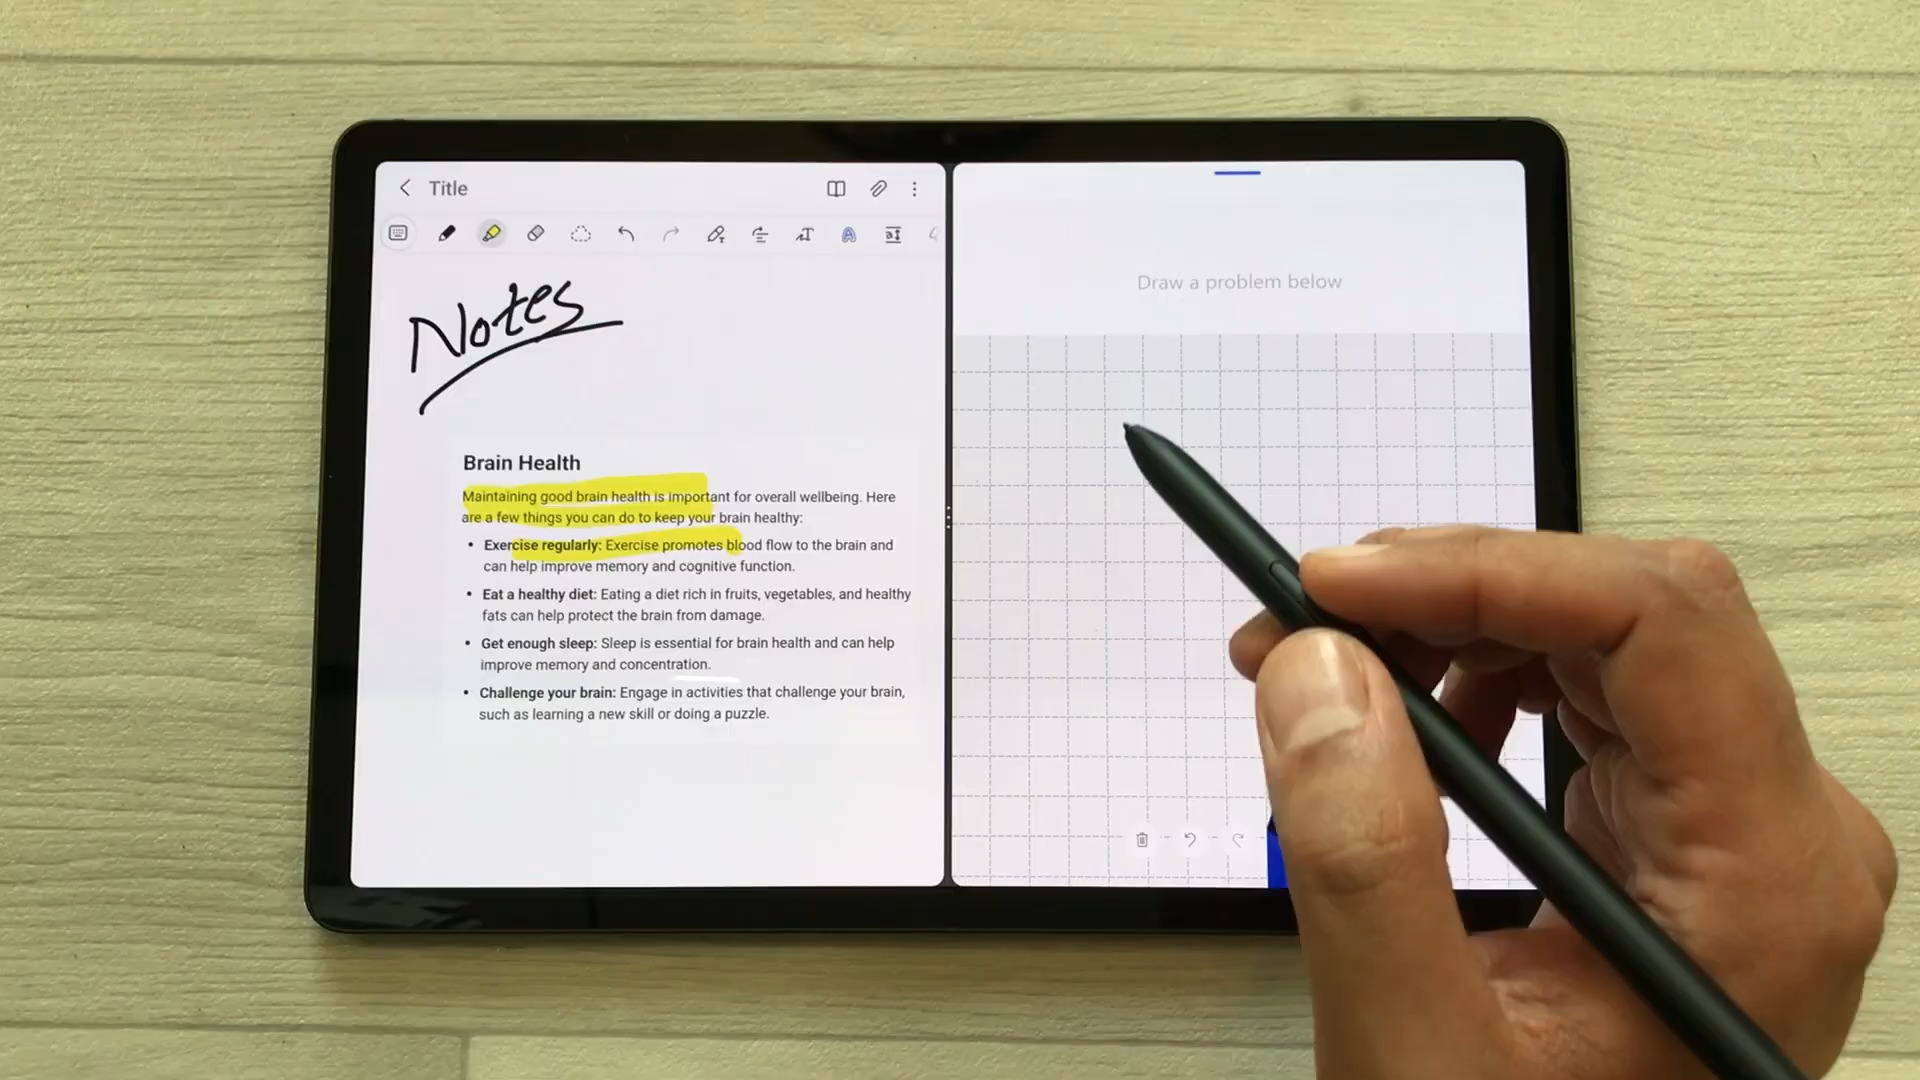 Title
Notes
Brain Health
Maintaining good brain health is important for overall wellbeing. Here
are a few things you can do to keep your brain healthy:
• Exercise regularly: Exercise promotes blood flow to the brain and
can help improve memory and cognitive function.
• Eat a healthy diet: Eating a diet rich in fruits, vegetables, and healthy
fats can help protect the brain from damage.
• Get enough sleep: Sleep is essential for brain health and can help
improve memory and concentration.
• Challenge your brain: Engage in activities that challenge your brain,
such as learning a new skill or doing a puzzle.
Draw a problem below